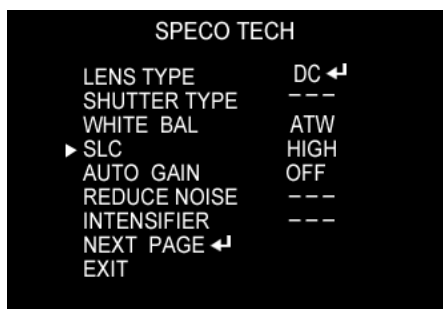 SPECO TECH
LENS TYPE DC ↵
SHUTTER TYPE ---
WHITE BAL ATW
▶ SLC HIGH
AUTO GAIN OFF
REDUCE NOISE ---
INTENSIFIER ---
NEXT PAGE ↵
EXIT